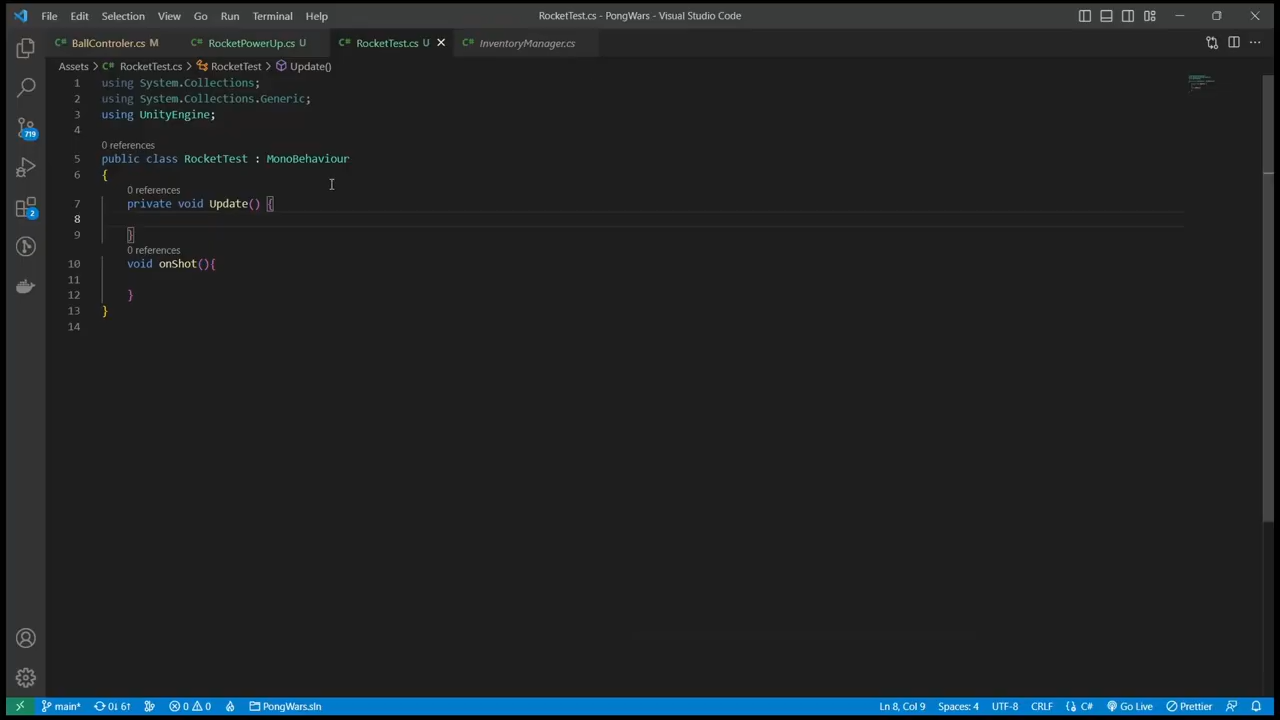 File Edit Selection View Go Run Terminal Help RocketTest.cs - PongWars - Visual Studio Code
C# BallControler.cs M C# RocketPowerUp.cs U C# RocketTest.cs U C# InventoryManager.cs
Assets > C# RocketTest.cs > RocketTest > Update()
1 using System.Collections;
2 using System.Collections.Generic;
3 using UnityEngine;
4
0 references
5 public class RocketTest : MonoBehaviour
6 {
0 references
7 private void Update() {
8
9 }
0 references
10 void onShot(){
11
12 }
13 }
14
719
2
main* 0↓ 6↑ 0 0 PongWars.sln Ln 8, Col 9 Spaces: 4 UTF-8 CRLF C# Go Live Prettier